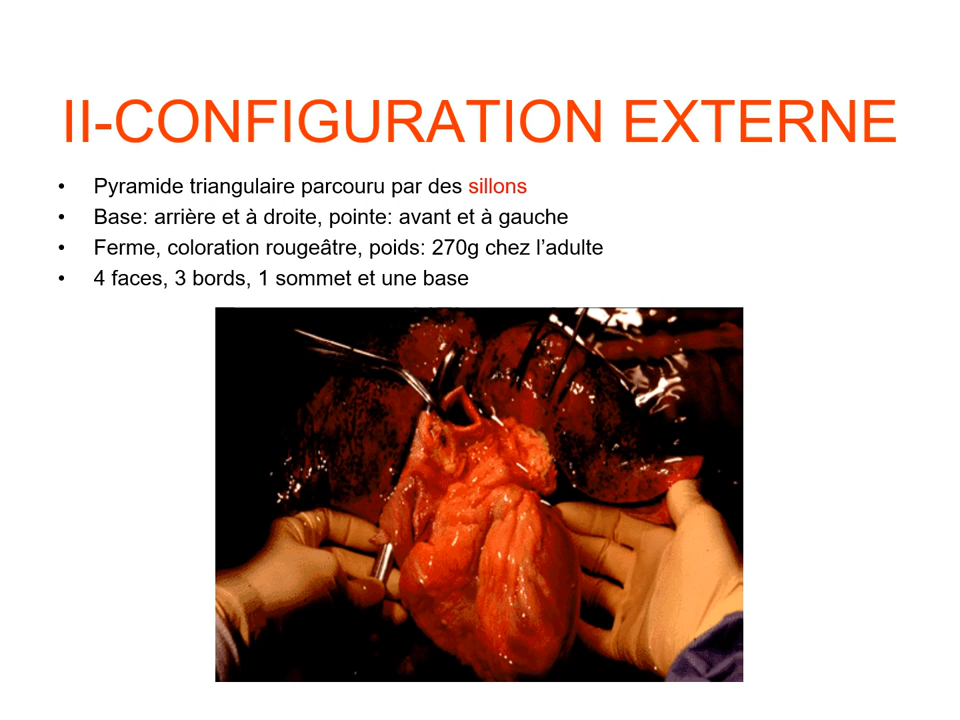 II-CONFIGURATION EXTERNE
• Pyramide triangulaire parcouru par des sillons
• Base: arrière et à droite, pointe: avant et à gauche
• Ferme, coloration rougeâtre, poids: 270g chez l’adulte
• 4 faces, 3 bords, 1 sommet et une base